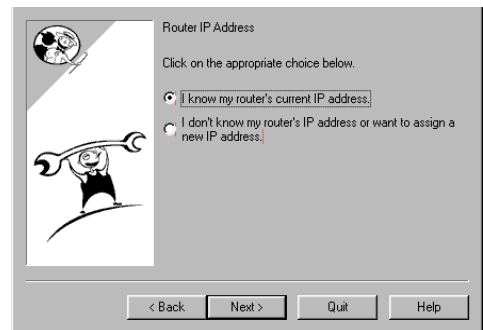 Router IP Address
Click on the appropriate choice below.
I know my router's current IP address.
I don't know my router's IP address or want to assign a
new IP address.
< Back Next > Quit Help